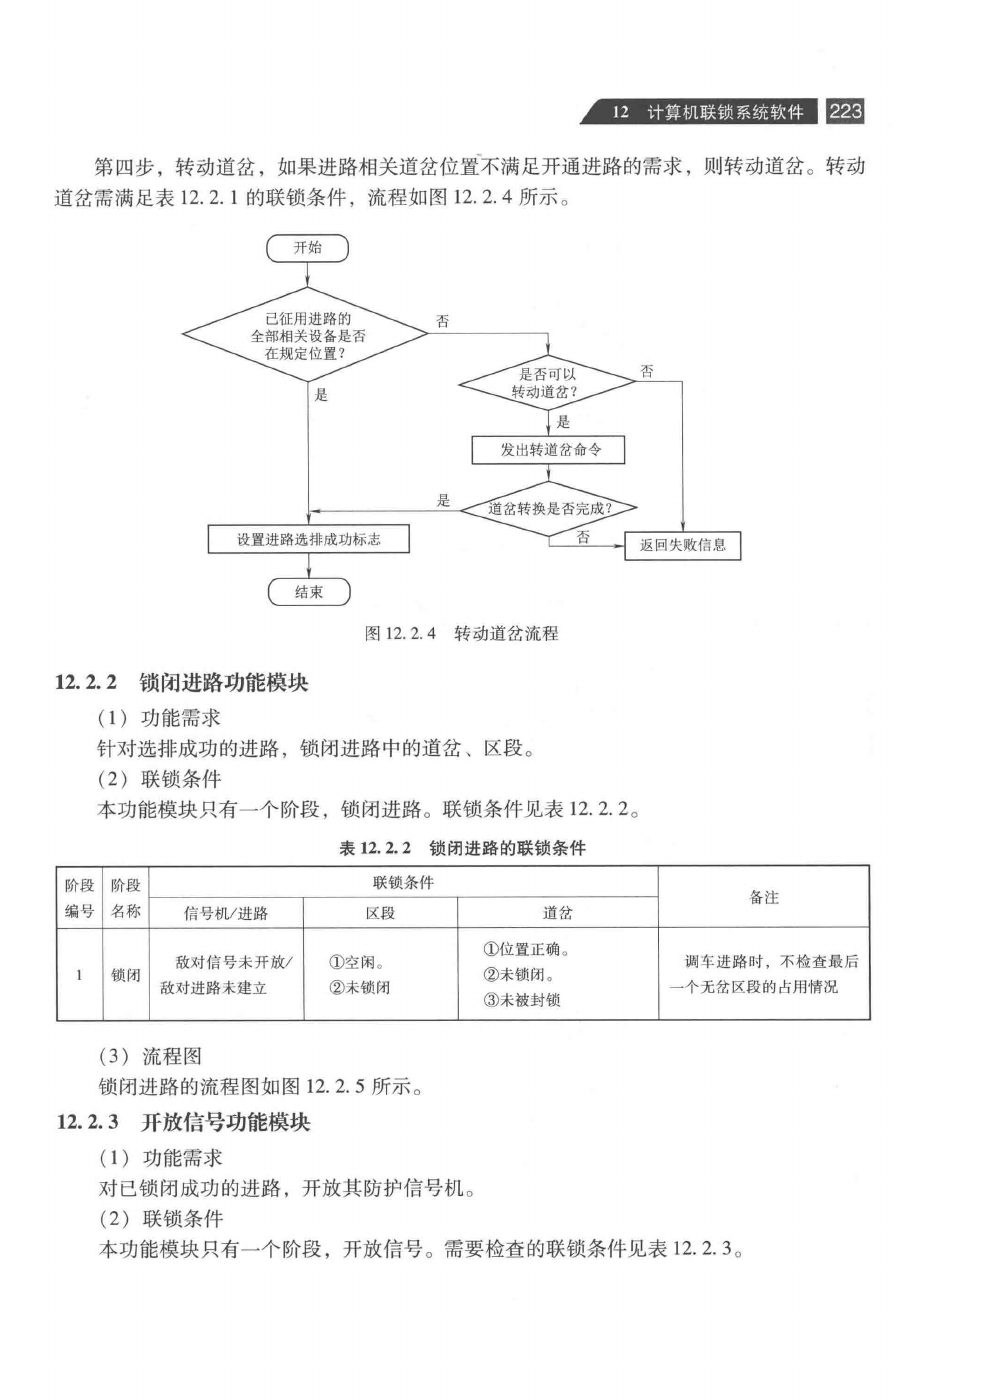 12 计算机联锁系统软件 223
第四步，转动道岔，如果进路相关道岔位置不满足开通进路的需求，则转动道岔。转动
道岔需满足表 12.2.1 的联锁条件，流程如图 12.2.4 所示。
开始
已征用进路的
全部相关设备是否
在规定位置？
否
是
是否可以
转动道岔？
否
是
发出转道岔命令
道岔转换是否完成？
是
否
设置进路选排成功标志
返回失败信息
结束
图 12.2.4 转动道岔流程
12.2.2 锁闭进路功能模块
（1）功能需求
针对选排成功的进路，锁闭进路中的道岔、区段。
（2）联锁条件
本功能模块只有一个阶段，锁闭进路。联锁条件见表 12.2.2。
表 12.2.2 锁闭进路的联锁条件
阶段
编号
阶段
名称
联锁条件
备注
信号机/进路
区段
道岔
1
锁闭
敌对信号未开放/
敌对进路未建立
①空闲。
②未锁闭
①位置正确。
②未锁闭。
③未被封锁
调车进路时，不检查最后
一个无岔区段的占用情况
（3）流程图
锁闭进路的流程图如图 12.2.5 所示。
12.2.3 开放信号功能模块
（1）功能需求
对已锁闭成功的进路，开放其防护信号机。
（2）联锁条件
本功能模块只有一个阶段，开放信号。需要检查的联锁条件见表 12.2.3。